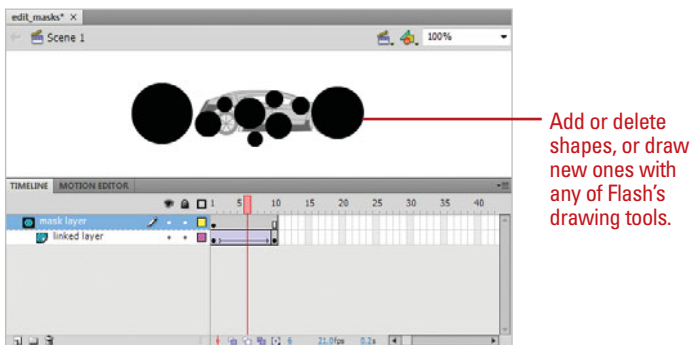 edit_masks* ×
Scene 1
100%
Add or delete
shapes, or draw
new ones with
any of Flash's
drawing tools.
TIMELINE MOTION EDITOR
1 5 10 15 20 25 30 35 40
mask layer
linked layer
6 21.0fps 0.2s